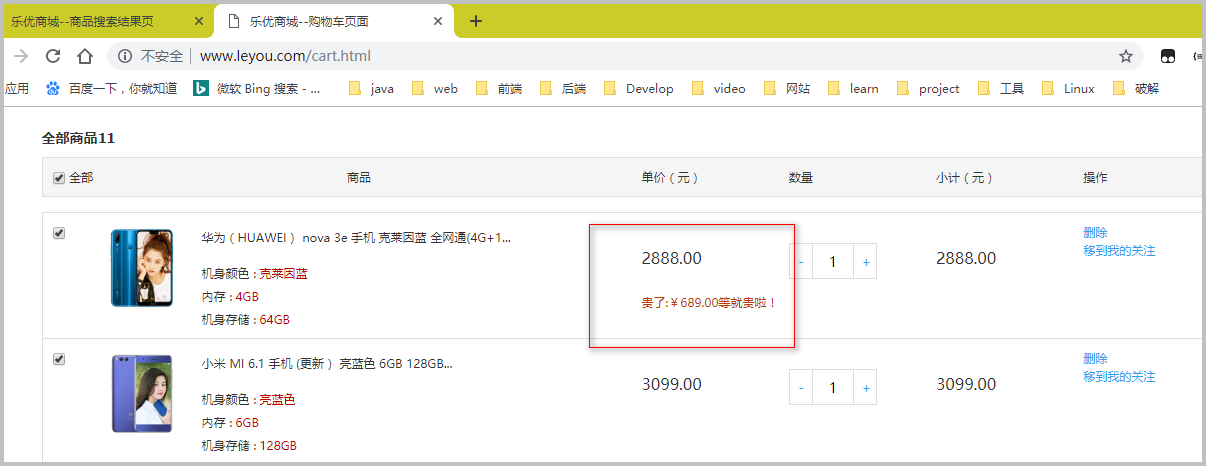 乐优商城--商品搜索结果页
乐优商城--购物车页面
不安全 www.leyou.com/cart.html
应用 百度一下，你就知道 微软 Bing 搜索 - ... java web 前端 后端 Develop video 网站 learn project 工具 Linux 破解
全部商品11
全部 商品 单价（元） 数量 小计（元） 操作
华为（HUAWEI） nova 3e 手机 克莱因蓝 全网通(4G+1...
机身颜色 : 克莱因蓝
内存 : 4GB
机身存储 : 64GB
2888.00
贵了:￥689.00等就贵啦！
- 1 +
2888.00
删除
移到我的关注
小米 MI 6.1 手机 (更新） 亮蓝色 6GB 128GB...
机身颜色 : 亮蓝色
内存 : 6GB
机身存储 : 128GB
3099.00
- 1 +
3099.00
删除
移到我的关注